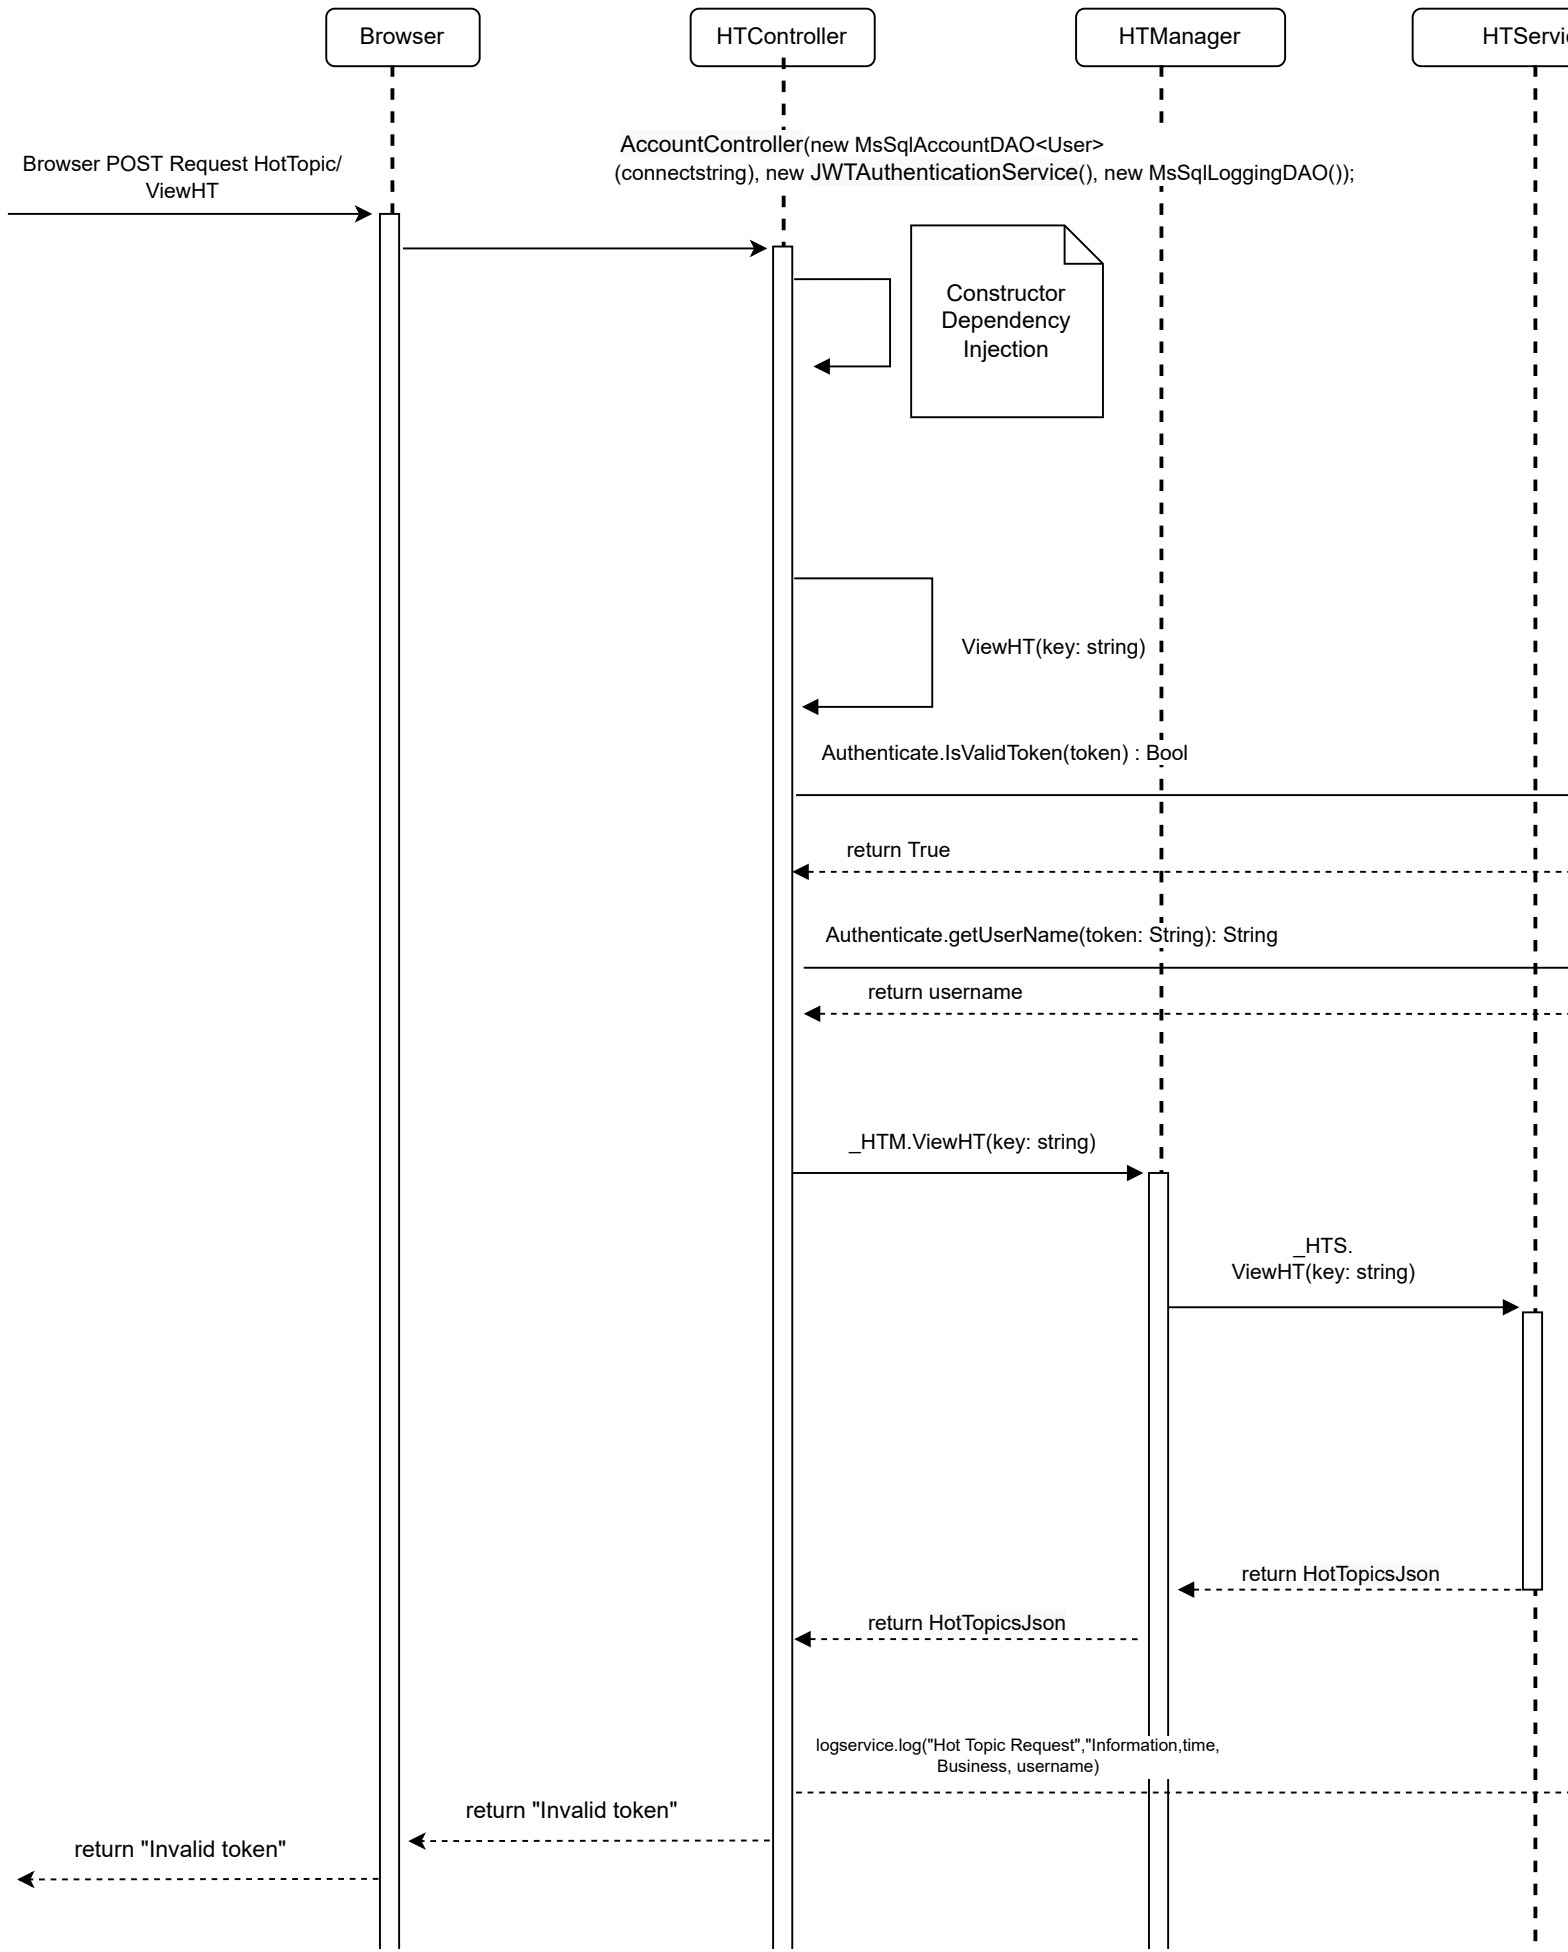 Browser
HTController
HTManager
HTServi
AccountController(new MsSqlAccountDAO<User>
(connectstring), new JWTAuthenticationService(), new MsSqlLoggingDAO());
Browser POST Request HotTopic/
ViewHT
Constructor
Dependency
Injection
ViewHT(key: string)
Authenticate.IsValidToken(token) : Bool
return True
Authenticate.getUserName(token: String): String
return username
_HTM.ViewHT(key: string)
_HTS.
ViewHT(key: string)
return HotTopicsJson
return HotTopicsJson
logservice.log("Hot Topic Request","Information,time,
Business, username)
return "Invalid token"
return "Invalid token"